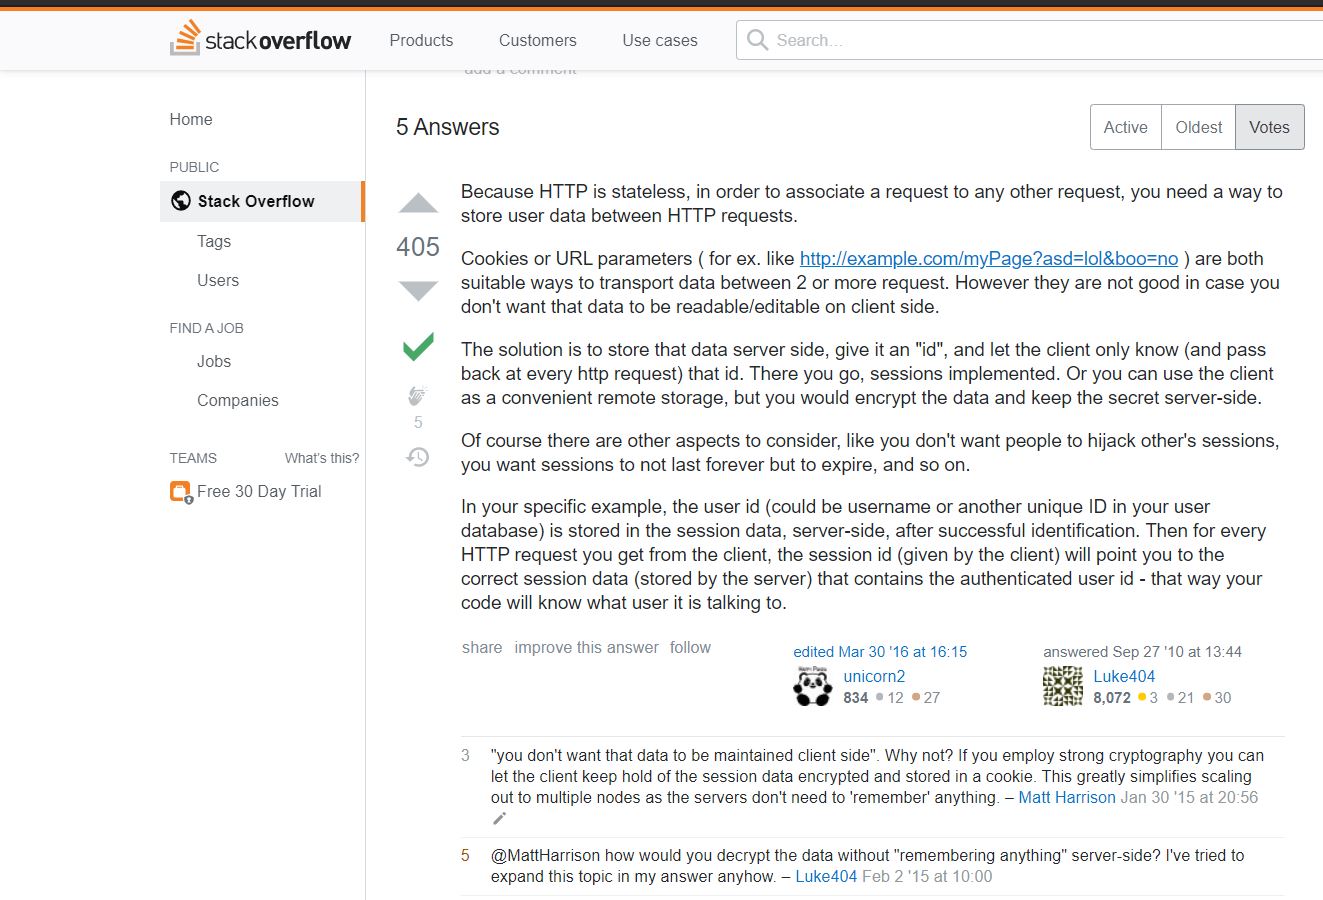 stackoverflow
Products
Customers
Use cases
Search...
add a comment
Home
PUBLIC
Stack Overflow
Tags
Users
FIND A JOB
Jobs
Companies
TEAMS
What's this?
Free 30 Day Trial
5 Answers
Active
Oldest
Votes
405
5
Because HTTP is stateless, in order to associate a request to any other request, you need a way to
store user data between HTTP requests.
Cookies or URL parameters ( for ex. like http://example.com/myPage?asd=lol&boo=no ) are both
suitable ways to transport data between 2 or more request. However they are not good in case you
don't want that data to be readable/editable on client side.
The solution is to store that data server side, give it an "id", and let the client only know (and pass
back at every http request) that id. There you go, sessions implemented. Or you can use the client
as a convenient remote storage, but you would encrypt the data and keep the secret server-side.
Of course there are other aspects to consider, like you don't want people to hijack other's sessions,
you want sessions to not last forever but to expire, and so on.
In your specific example, the user id (could be username or another unique ID in your user
database) is stored in the session data, server-side, after successful identification. Then for every
HTTP request you get from the client, the session id (given by the client) will point you to the
correct session data (stored by the server) that contains the authenticated user id - that way your
code will know what user it is talking to.
share improve this answer follow
edited Mar 30 '16 at 16:15
unicorn2
834 12 27
answered Sep 27 '10 at 13:44
Luke404
8,072 3 21 30
3 "you don't want that data to be maintained client side". Why not? If you employ strong cryptography you can
let the client keep hold of the session data encrypted and stored in a cookie. This greatly simplifies scaling
out to multiple nodes as the servers don't need to 'remember' anything. – Matt Harrison Jan 30 '15 at 20:56
5 @MattHarrison how would you decrypt the data without "remembering anything" server-side? I've tried to
expand this topic in my answer anyhow. – Luke404 Feb 2 '15 at 10:00